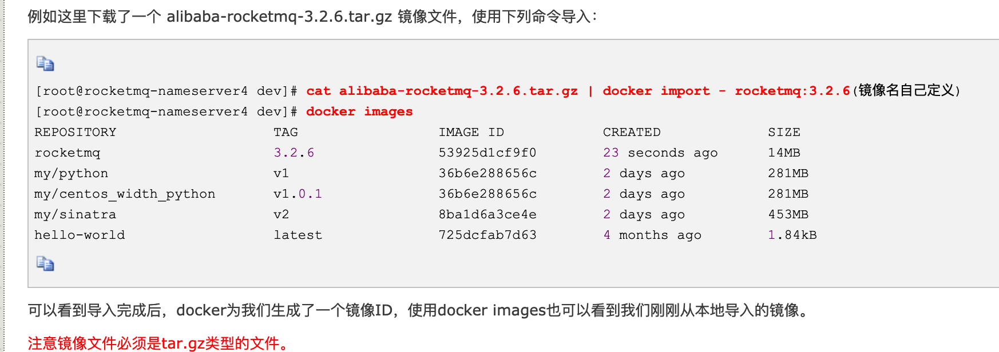 例如这里下载了一个 alibaba-rocketmq-3.2.6.tar.gz 镜像文件，使用下列命令导入：
[root@rocketmq-nameserver4 dev]# cat alibaba-rocketmq-3.2.6.tar.gz | docker import - rocketmq:3.2.6(镜像名自己定义)
[root@rocketmq-nameserver4 dev]# docker images
REPOSITORY TAG IMAGE ID CREATED SIZE
rocketmq 3.2.6 53925d1cf9f0 23 seconds ago 14MB
my/python v1 36b6e288656c 2 days ago 281MB
my/centos_width_python v1.0.1 36b6e288656c 2 days ago 281MB
my/sinatra v2 8ba1d6a3ce4e 2 days ago 453MB
hello-world latest 725dcfab7d63 4 months ago 1.84kB
可以看到导入完成后，docker为我们生成了一个镜像ID，使用docker images也可以看到我们刚刚从本地导入的镜像。
注意镜像文件必须是tar.gz类型的文件。